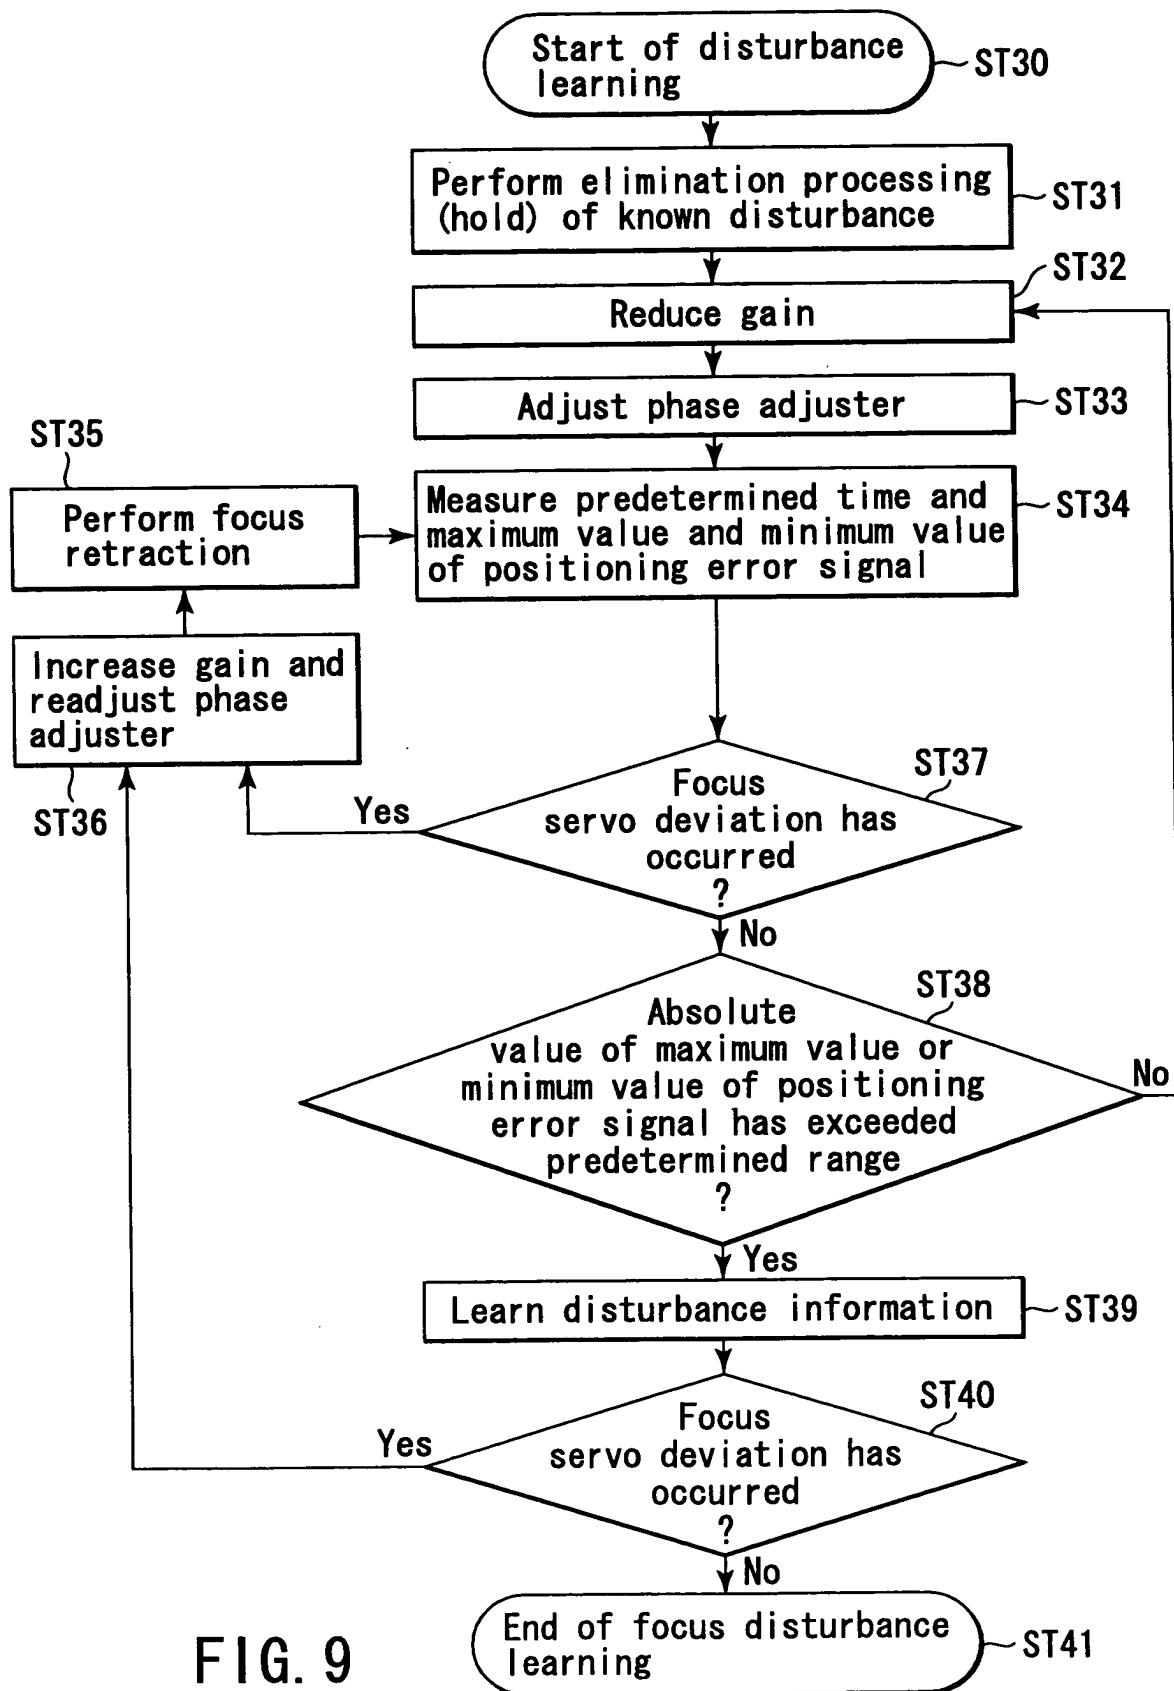 Start of disturbance
learning
ST30
Perform elimination processing
(hold) of known disturbance
ST31
ST32
Reduce gain
Adjust phase adjuster
ST33
ST35
Perform focus
retraction
Measure predetermined time and
maximum value and minimum value
of positioning error signal
ST34
Increase gain and
readjust phase
adjuster
ST36
ST37
Focus
servo deviation has
occurred
?
Yes
No
ST38
Absolute
value of maximum value or
minimum value of positioning
error signal has exceeded
predetermined range
?
No
Yes
Learn disturbance information
ST39
ST40
Focus
servo deviation has
occurred
?
Yes
No
End of focus disturbance
learning
ST41
FIG. 9